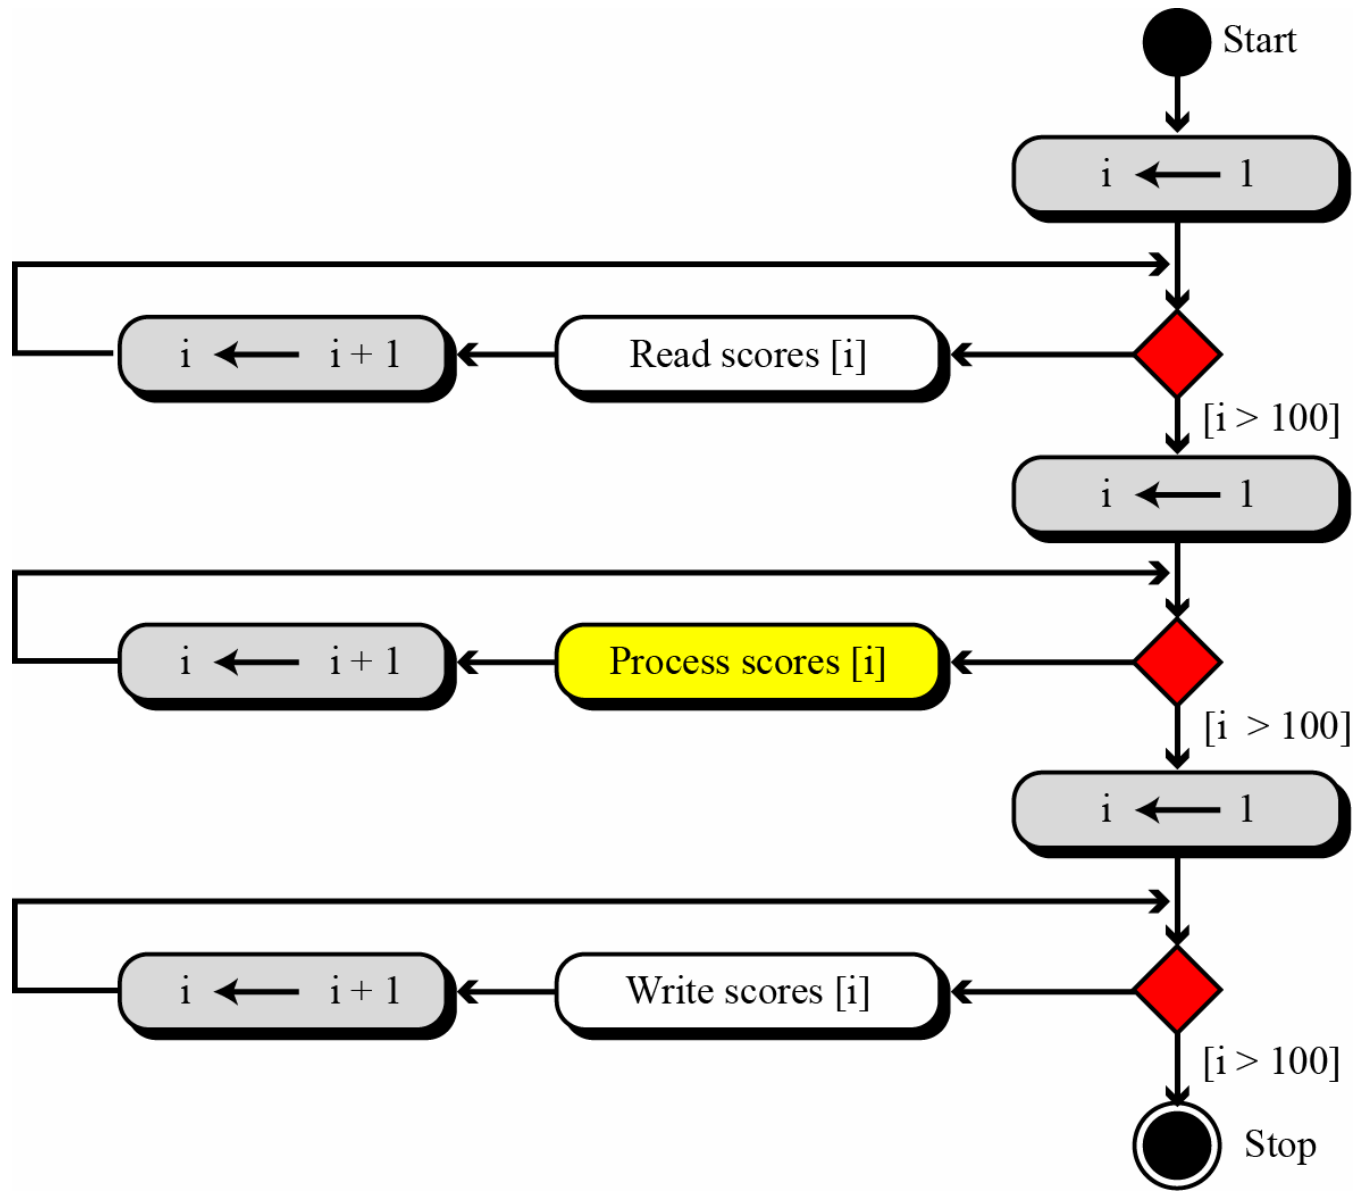 Start
i ← 1
i ← i + 1
Read scores [i]
[i > 100]
i ← 1
i ← i + 1
Process scores [i]
[i > 100]
i ← 1
i ← i + 1
Write scores [i]
[i > 100]
Stop